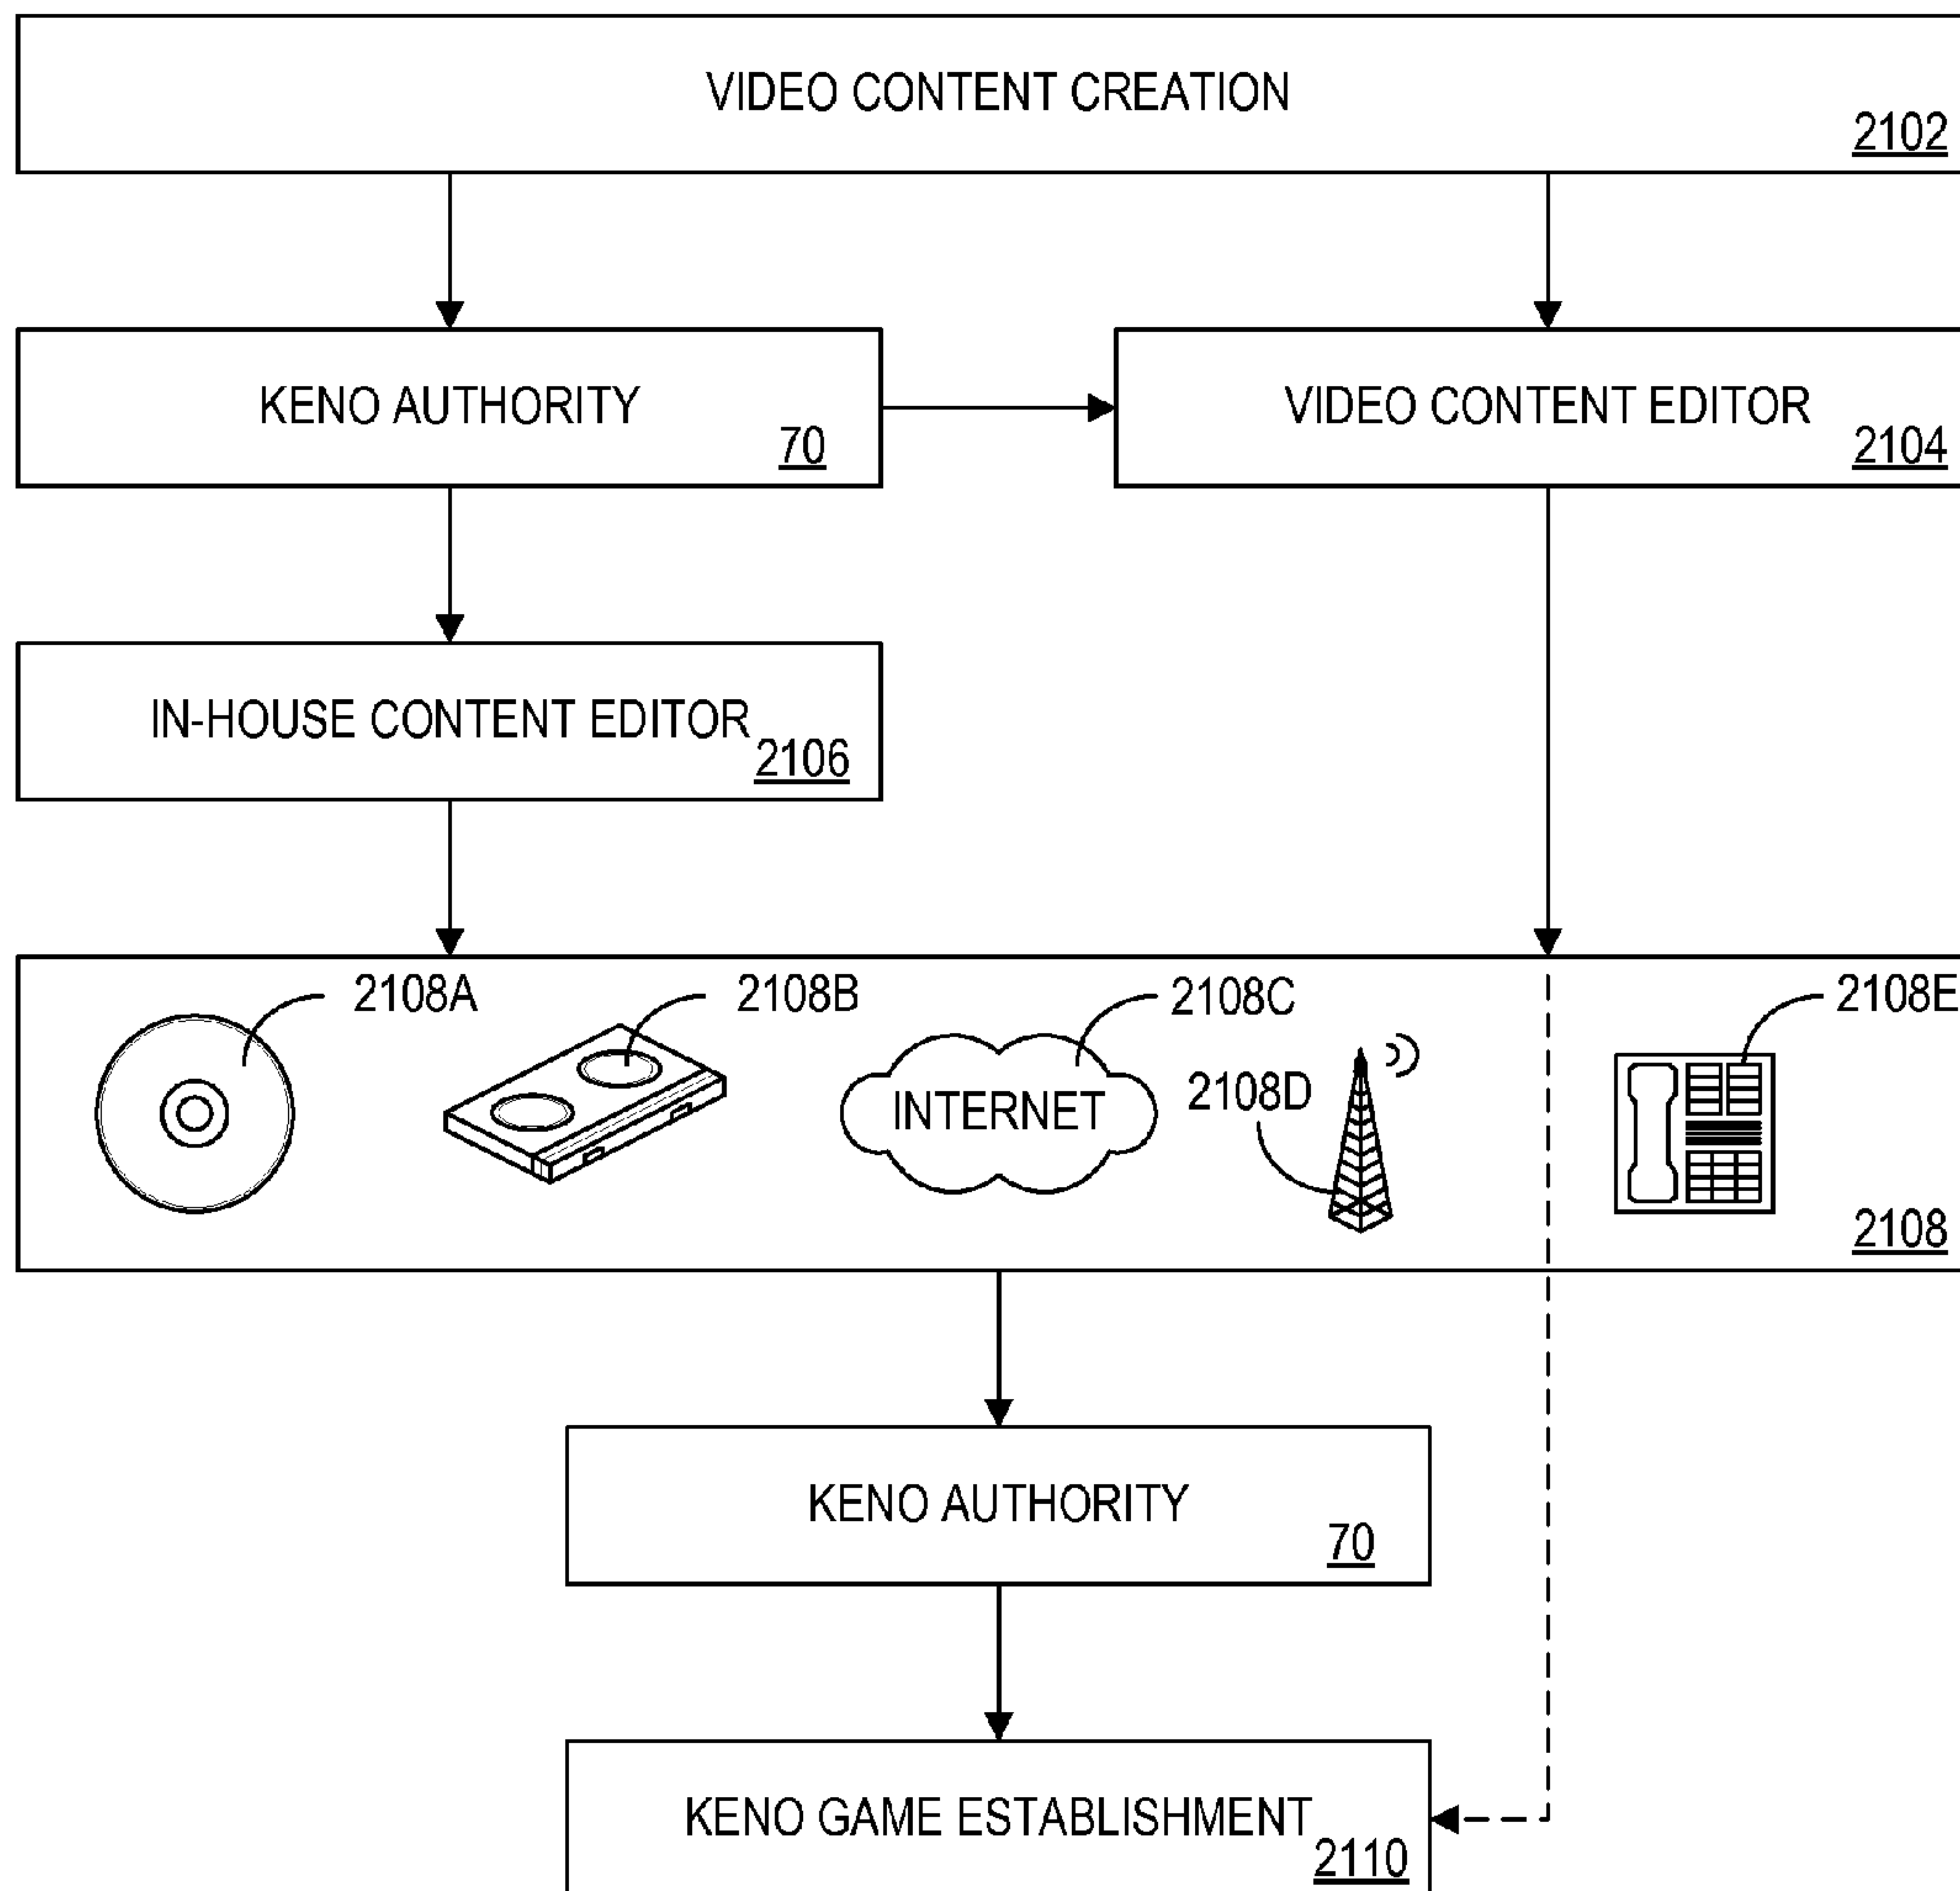 VIDEO CONTENT CREATION
2102
KENO AUTHORITY
70
VIDEO CONTENT EDITOR
2104
IN-HOUSE CONTENT EDITOR
2106
2108A
2108B
2108C
2108E
INTERNET
2108D
2108
KENO AUTHORITY
70
KENO GAME ESTABLISHMENT
2110